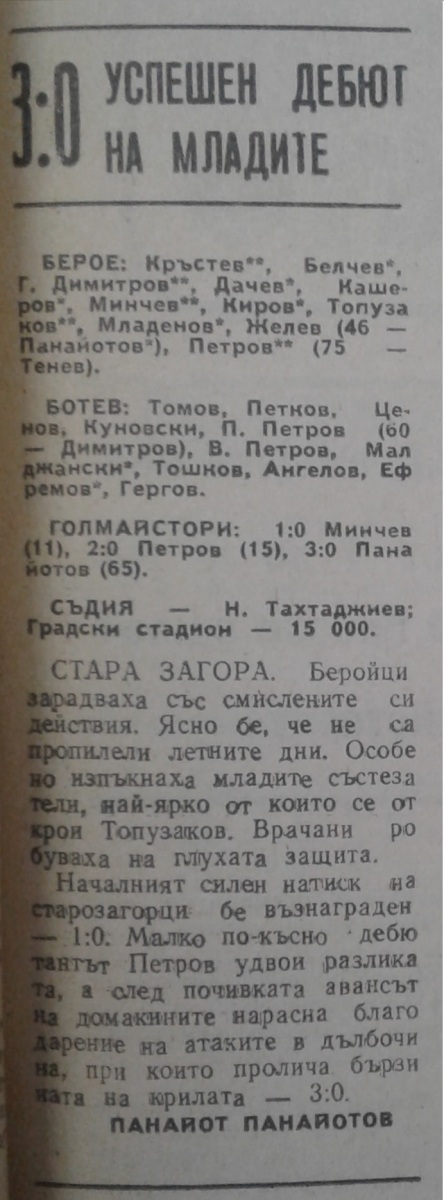 3:0 УСПЕШЕН ДЕБЮТ
НА МЛАДИТЕ
БЕРОЕ: Кръстев**, Белчев*,
Г. Димитров**, Дачев*, Каше-
ров*, Минчев**, Киров*, Топуза
ков**, Младенов*, Желев (46 —
Панайотов*), Петров** (75 —
Тенев).
БОТЕВ: Томов, Петков, Це-
нов, Куновски, П. Петров (60
— Димитров), В. Петров, Мал
джански*, Тошков, Ангелов, Еф
ремов*, Гергов.
ГОЛМАЙСТОРИ: 1:0 Минчев
(11), 2:0 Петров (15), 3:0 Пана
йотов (65).
СЪДИЯ — Н. Тахтаджиев;
Градски стадион — 15 000.
СТАРА ЗАГОРА. Беройци
зарадваха със смислените си
действия. Ясно бе, че не са
пропилели летните дни. Особе
но изпъкнаха младите състеза
тели, най-ярко от които се от
крои Топузаков. Врачани ро
буваха на глухата защита.
Началният силен натиск на
старозагорци бе възнаграден
— 1:0. Малко по-късно дебю
тантът Петров удвои разлика
та, а след почивката авансът
на домакините нарасна благо
дарение на атаките в дълбочи
на, при които пролича бързи
ната на крилата — 3:0.
ПАНАЙОТ ПАНАЙОТОВ